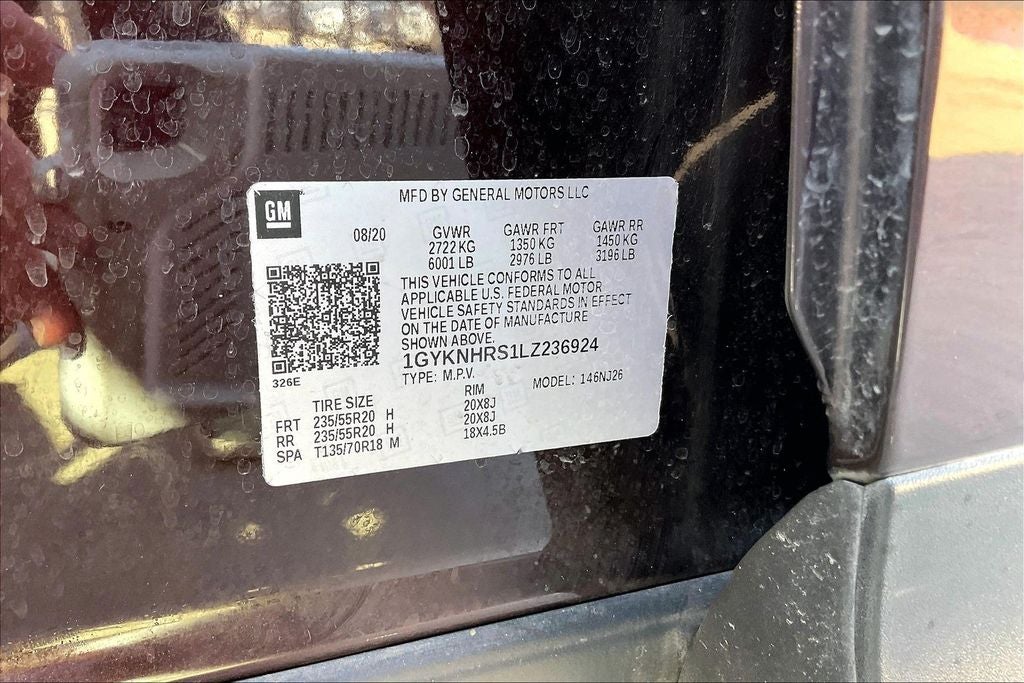 MFD BY GENERAL MOTORS LLC
GM
08/20 GVWR GAWR FRT GAWR RR
2722 KG 1350 KG 1450 KG
6001 LB 2976 LB 3196 LB
THIS VEHICLE CONFORMS TO ALL
APPLICABLE U.S. FEDERAL MOTOR
VEHICLE SAFETY STANDARDS IN EFFECT
ON THE DATE OF MANUFACTURE
SHOWN ABOVE.
1GYKNHRS1LZ236924
326E
TYPE: M.P.V. MODEL: 146NJ26
TIRE SIZE RIM
FRT 235/55R20 H 20X8J
RR 235/55R20 H 20X8J
SPA T135/70R18 M 18X4.5B